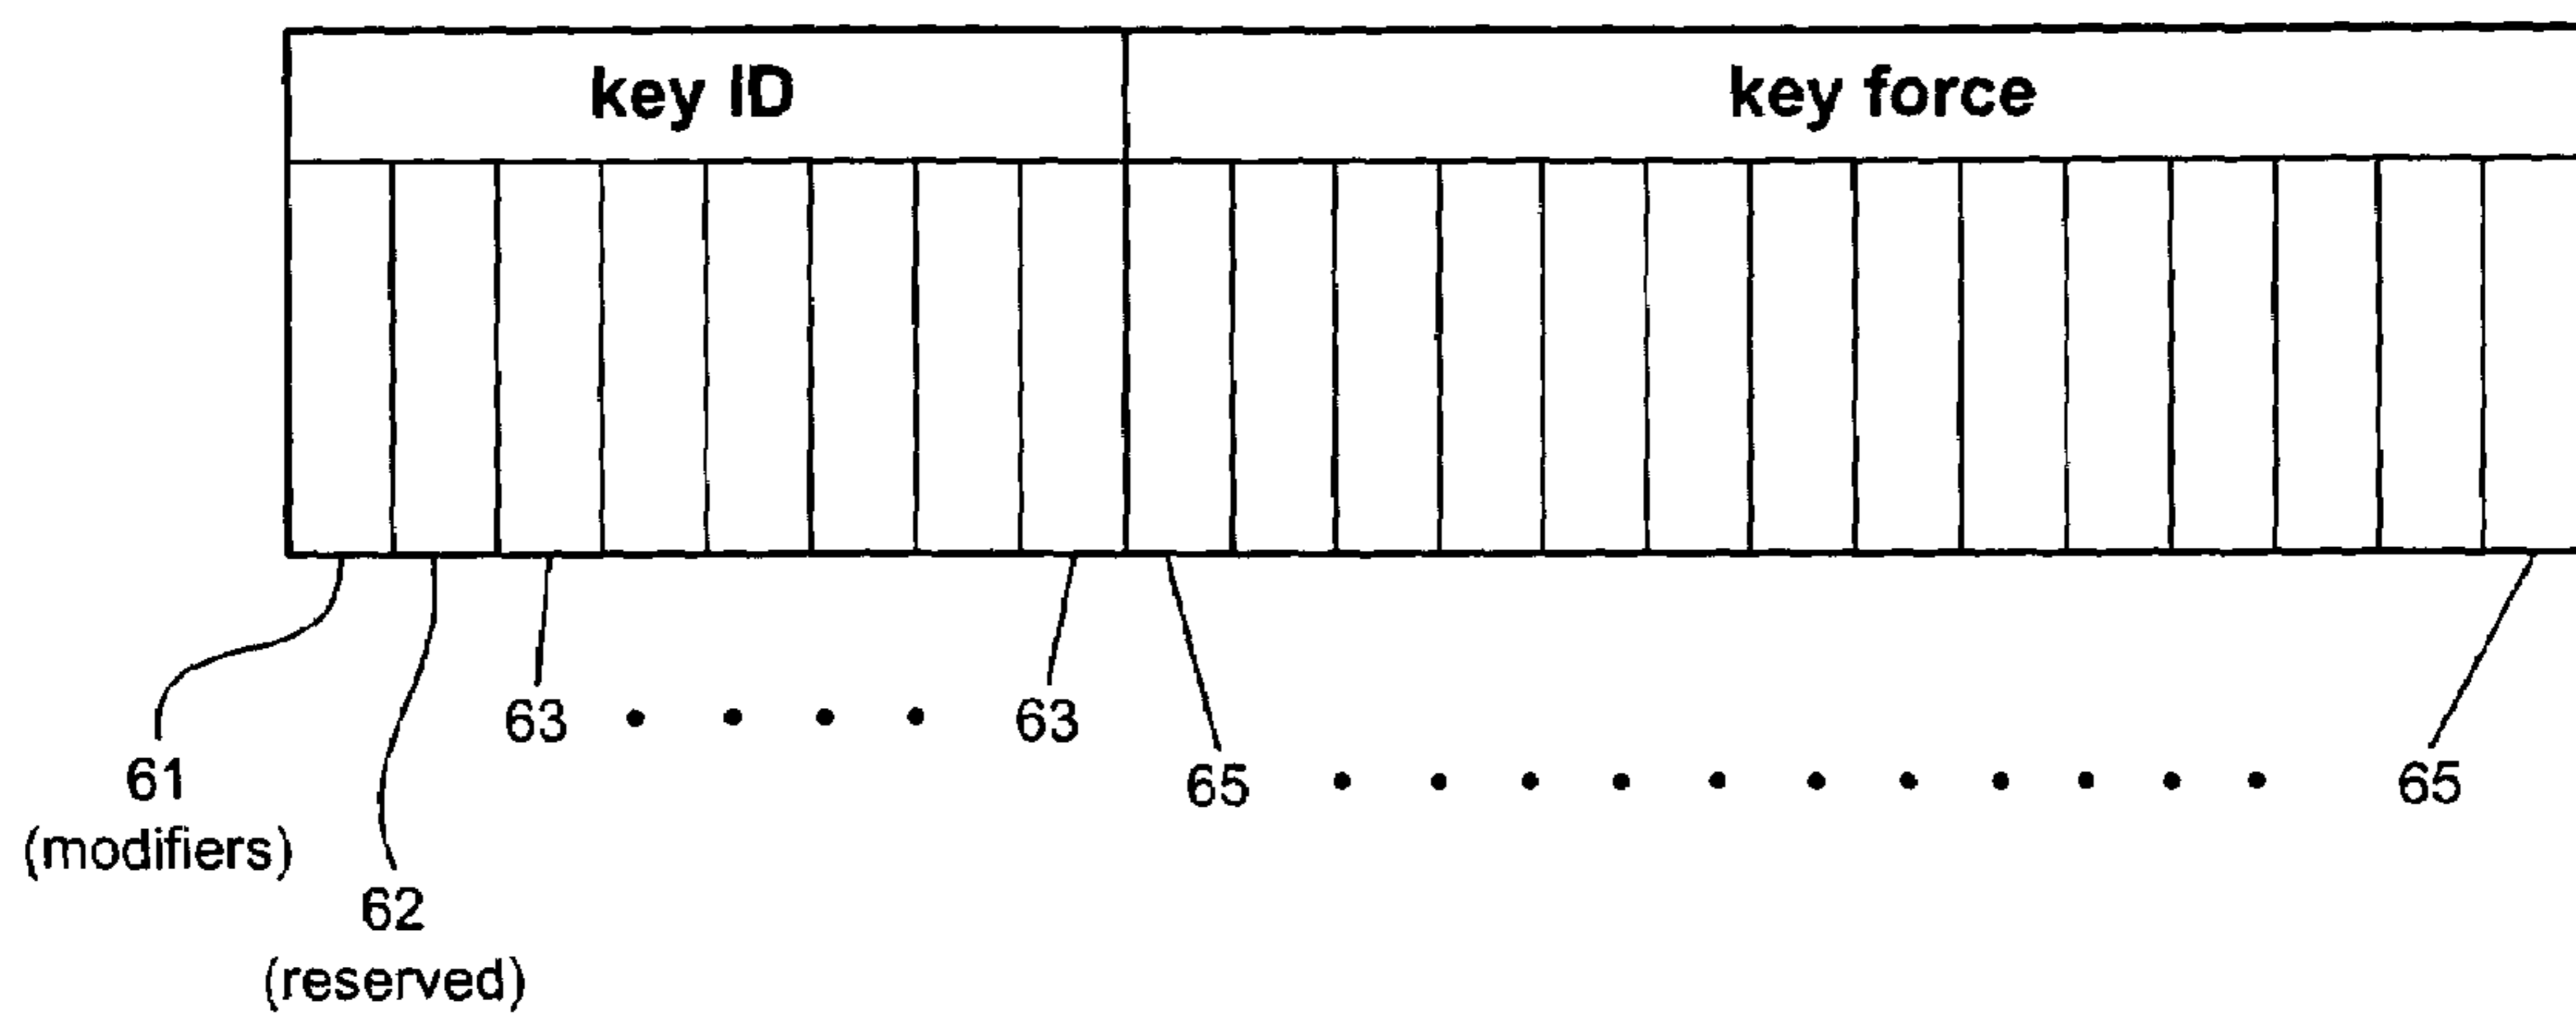 key ID key force
63 • • • • 63
61 65 • • • • • • • • • • • 65
(modifiers)
62
(reserved)